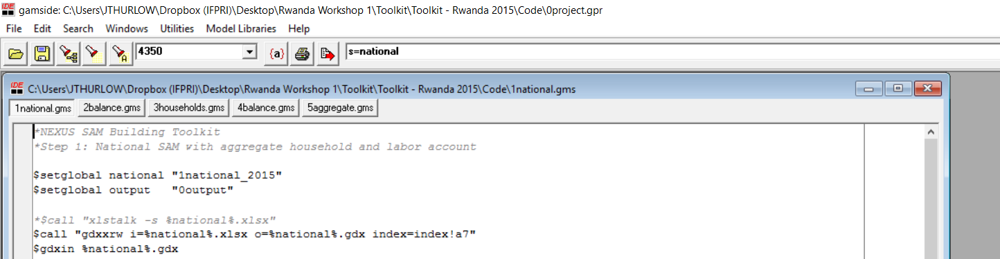 IDE gamside: C:\Users\JTHURLOW\Dropbox (IFPRI)\Desktop\Rwanda Workshop 1\Toolkit\Toolkit - Rwanda 2015\Code\0project.gpr
File Edit Search Windows Utilities Model Libraries Help
A 4350 {a} s=national
IDE C:\Users\JTHURLOW\Dropbox (IFPRI)\Desktop\Rwanda Workshop 1\Toolkit\Toolkit - Rwanda 2015\Code\1national.gms
1national.gms 2balance.gms 3households.gms 4balance.gms 5aggregate.gms
*NEXUS SAM Building Toolkit
*Step 1: National SAM with aggregate household and labor account
$setglobal national "1national_2015"
$setglobal output "0output"
*$call "xlstalk -s %national%.xlsx"
$call "gdxxrw i=%national%.xlsx o=%national%.gdx index=index!a7"
$gdxin %national%.gdx